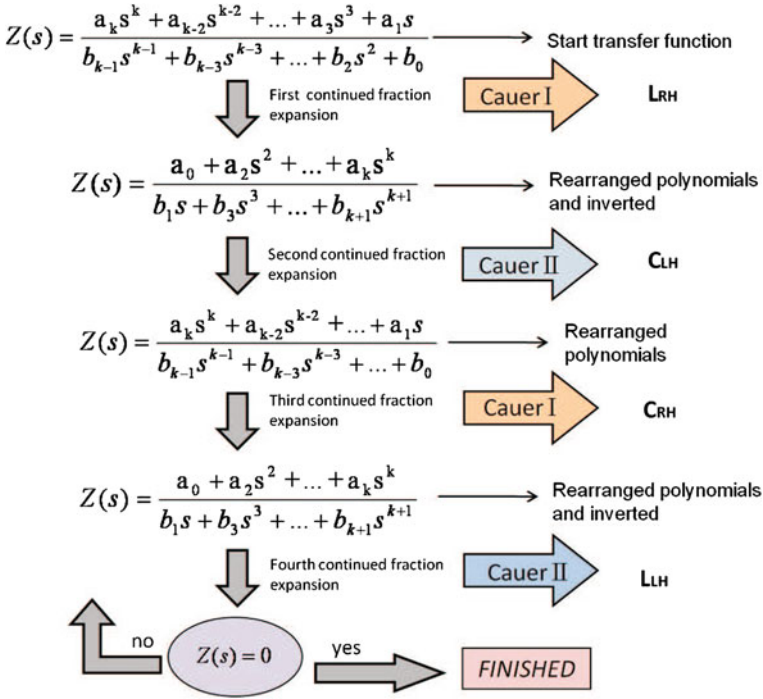 Z(s) = (a_k s^k + a_{k-2} s^{k-2} + ... + a_3 s^3 + a_1 s) / (b_{k-1} s^{k-1} + b_{k-3} s^{k-3} + ... + b_2 s^2 + b_0)
Start transfer function
First continued fraction
expansion
Cauer I
L_RH
Z(s) = (a_0 + a_2 s^2 + ... + a_k s^k) / (b_1 s + b_3 s^3 + ... + b_{k+1} s^{k+1})
Rearranged polynomials
and inverted
Second continued fraction
expansion
Cauer II
C_LH
Z(s) = (a_k s^k + a_{k-2} s^{k-2} + ... + a_1 s) / (b_{k-1} s^{k-1} + b_{k-3} s^{k-3} + ... + b_0)
Rearranged
polynomials
Third continued fraction
expansion
Cauer I
C_RH
Z(s) = (a_0 + a_2 s^2 + ... + a_k s^k) / (b_1 s + b_3 s^3 + ... + b_{k+1} s^{k+1})
Rearranged polynomials
and inverted
Fourth continued fraction
expansion
Cauer II
L_LH
no
Z(s) = 0
yes
FINISHED